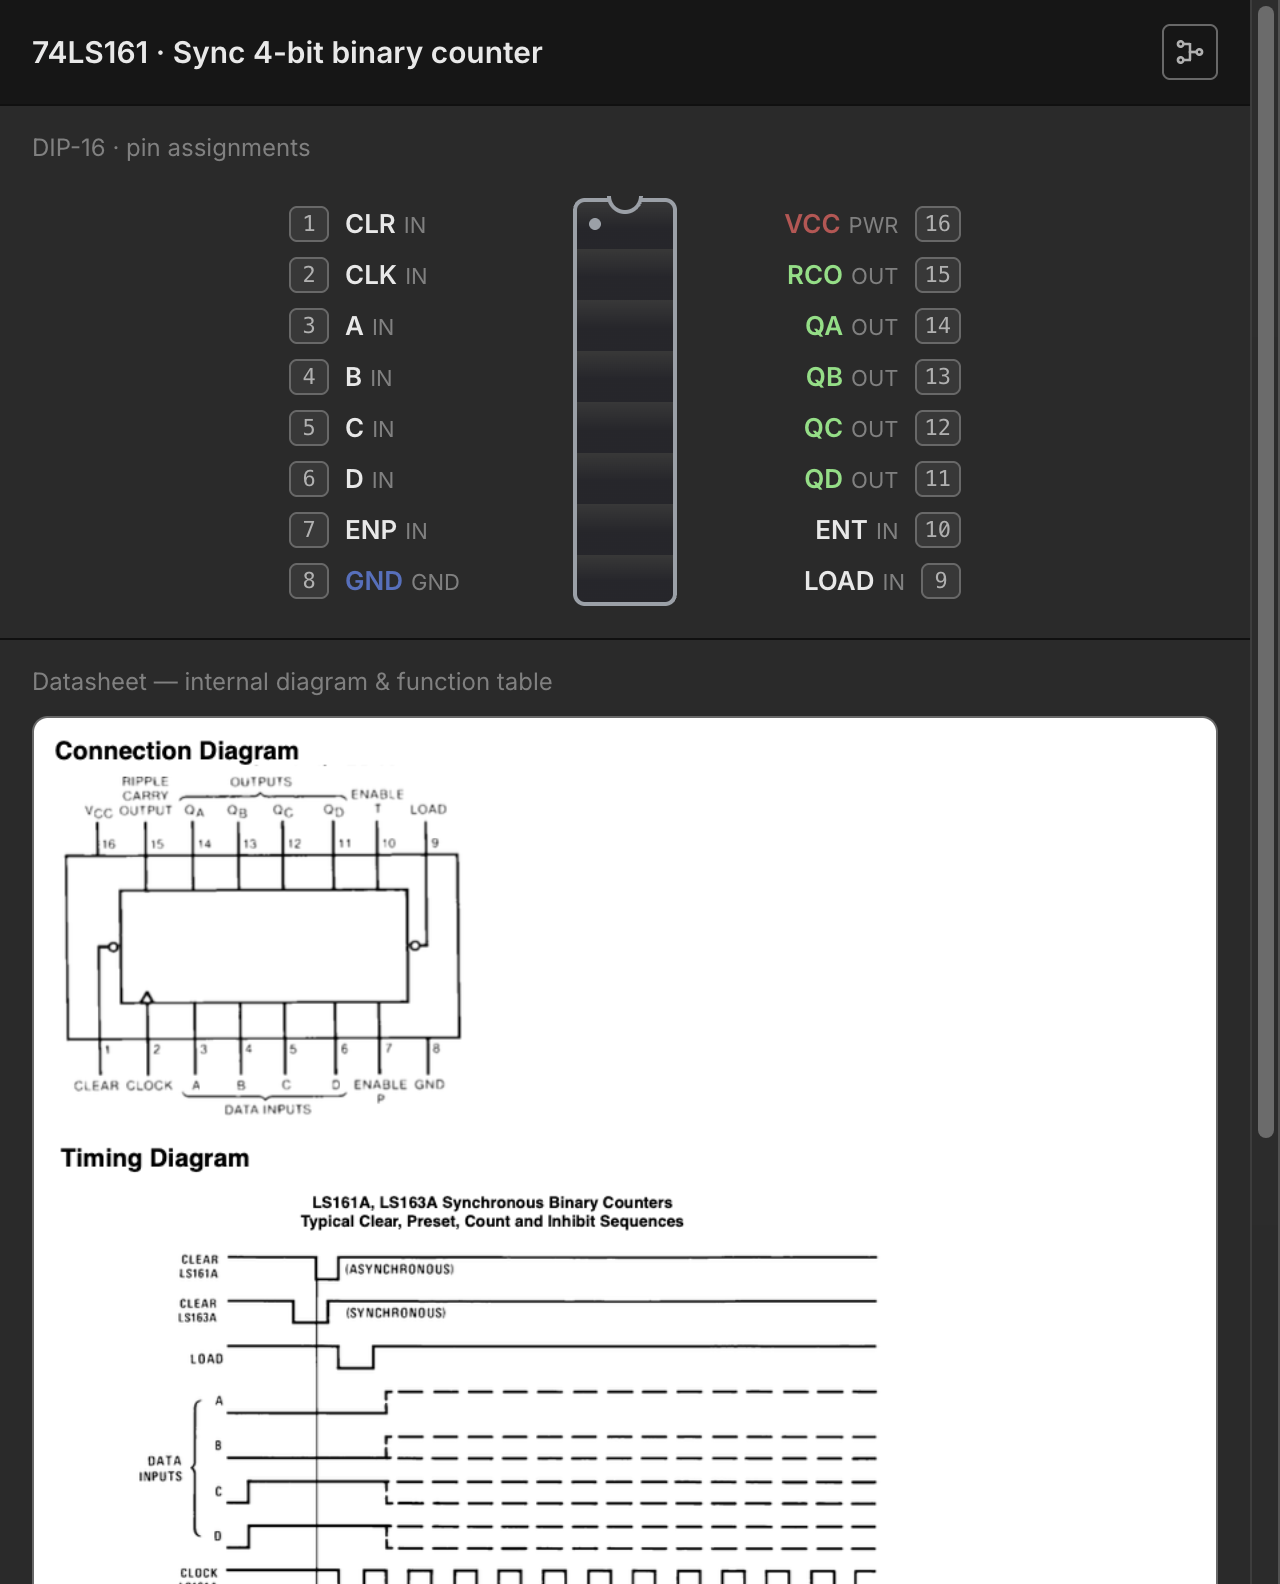 74LS161 · Sync 4-bit binary counter
DIP-16 · pin assignments
1 CLR IN
VCC PWR 16
2 CLK IN
RCO OUT 15
3 A IN
QA OUT 14
4 B IN
QB OUT 13
5 C IN
QC OUT 12
6 D IN
QD OUT 11
7 ENP IN
ENT IN 10
8 GND GND
LOAD IN 9
Datasheet — internal diagram & function table
Connection Diagram
RIPPLE
CARRY
OUTPUT
OUTPUTS
ENABLE
T
VCC
QA
QB
QC
QD
LOAD
16 15 14 13 12 11 10 9
1 2 3 4 5 6 7 8
CLEAR CLOCK A B C D ENABLE
P
GND
DATA INPUTS
Timing Diagram
LS161A, LS163A Synchronous Binary Counters
Typical Clear, Preset, Count and Inhibit Sequences
CLEAR
LS161A
(ASYNCHRONOUS)
CLEAR
LS163A
(SYNCHRONOUS)
LOAD
A
B
DATA
INPUTS
C
D
CLOCK